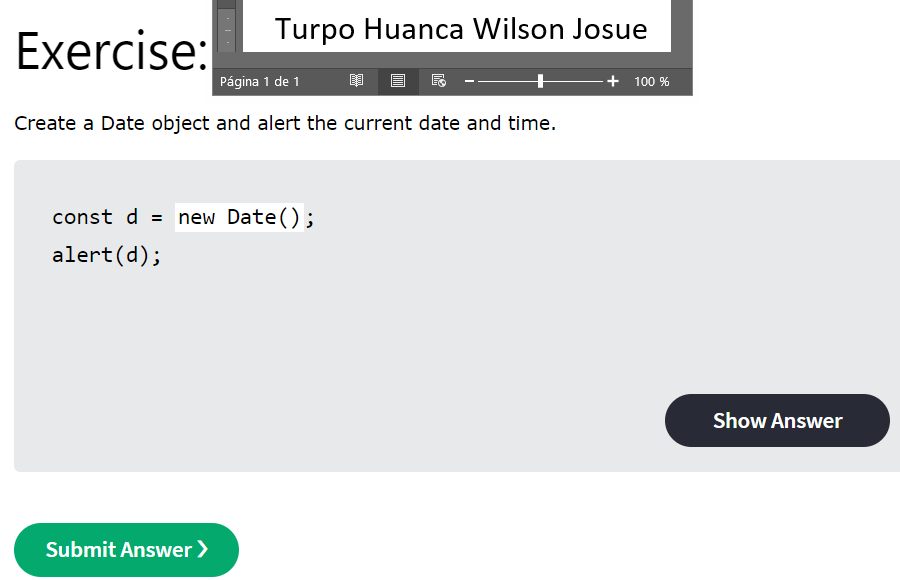 Turpo Huanca Wilson Josue
Exercise:
Página 1 de 1
100 %
Create a Date object and alert the current date and time.
const d = new Date();
alert(d);
Show Answer
Submit Answer ❯